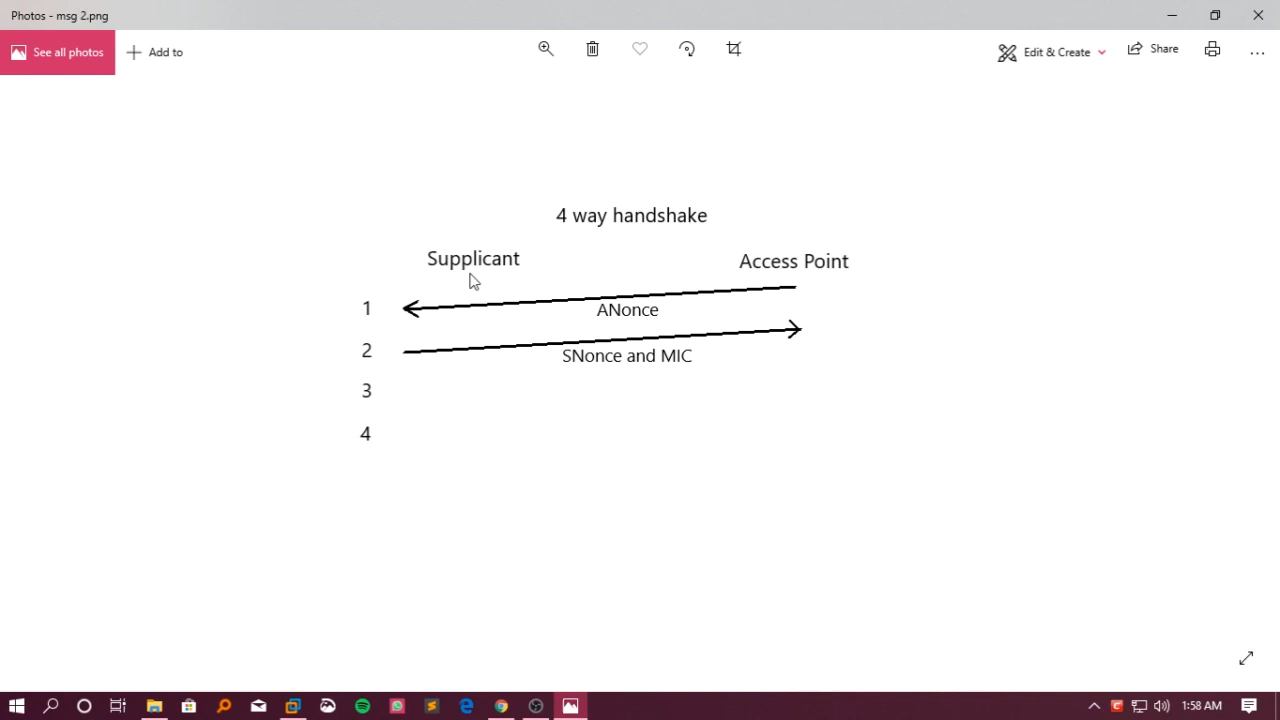 Photos - msg 2.png
See all photos
Add to
Edit & Create
Share
4 way handshake
Supplicant
Access Point
1
ANonce
2
SNonce and MIC
3
4
1:58 AM